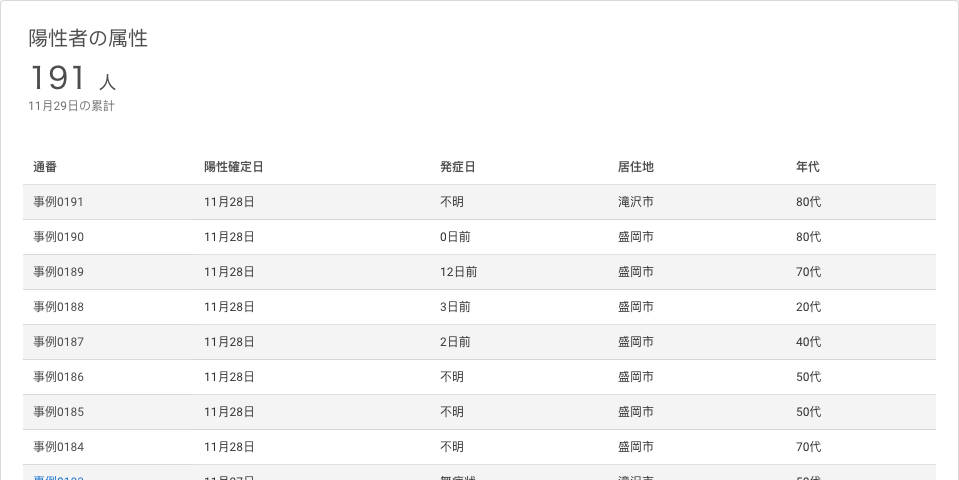 陽性者の属性
191 人
11月29日の累計
通番 陽性確定日 発症日 居住地 年代
事例0191 11月28日 不明 滝沢市 80代
事例0190 11月28日 0日前 盛岡市 80代
事例0189 11月28日 12日前 盛岡市 70代
事例0188 11月28日 3日前 盛岡市 20代
事例0187 11月28日 2日前 盛岡市 40代
事例0186 11月28日 不明 盛岡市 50代
事例0185 11月28日 不明 盛岡市 50代
事例0184 11月28日 不明 盛岡市 70代